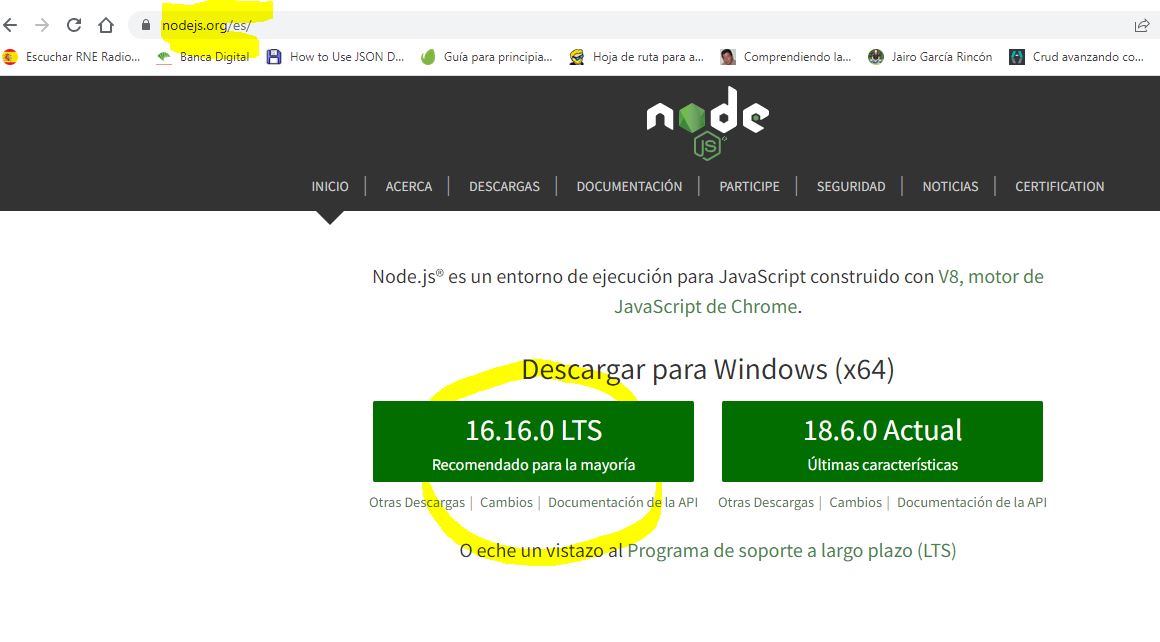 nodejs.org/es/
Escuchar RNE Radio... Banca Digital How to Use JSON D... Guía para principia... Hoja de ruta para a... Comprendiendo la... Jairo García Rincón Crud avanzando co...
node
JS
INICIO | ACERCA | DESCARGAS | DOCUMENTACIÓN | PARTICIPE | SEGURIDAD | NOTICIAS | CERTIFICATION
Node.js® es un entorno de ejecución para JavaScript construido con V8, motor de
JavaScript de Chrome.
Descargar para Windows (x64)
16.16.0 LTS
Recomendado para la mayoría
Otras Descargas | Cambios | Documentación de la API
18.6.0 Actual
Últimas características
Otras Descargas | Cambios | Documentación de la API
O eche un vistazo al Programa de soporte a largo plazo (LTS)